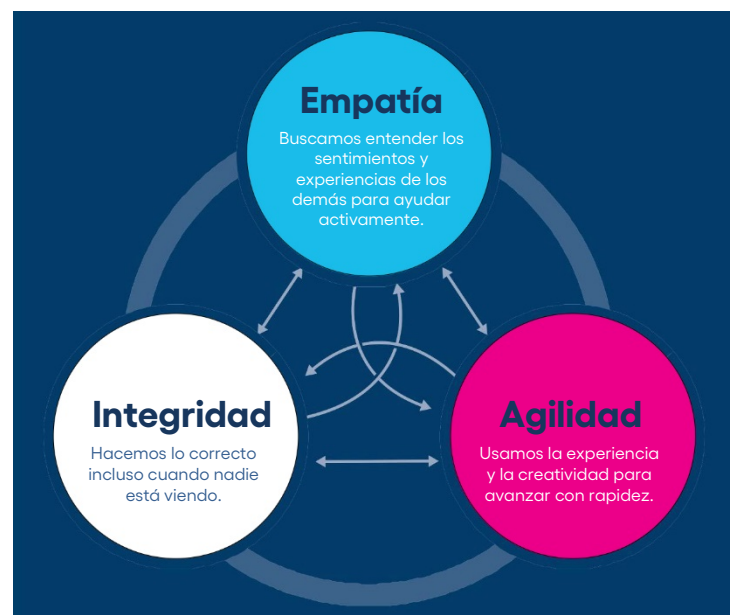 Empatía
Buscamos entender los
sentimientos y
experiencias de los
demás para ayudar
activamente.
Integridad
Hacemos lo correcto
incluso cuando nadie
está viendo.
Agilidad
Usamos la experiencia
y la creatividad para
avanzar con rapidez.